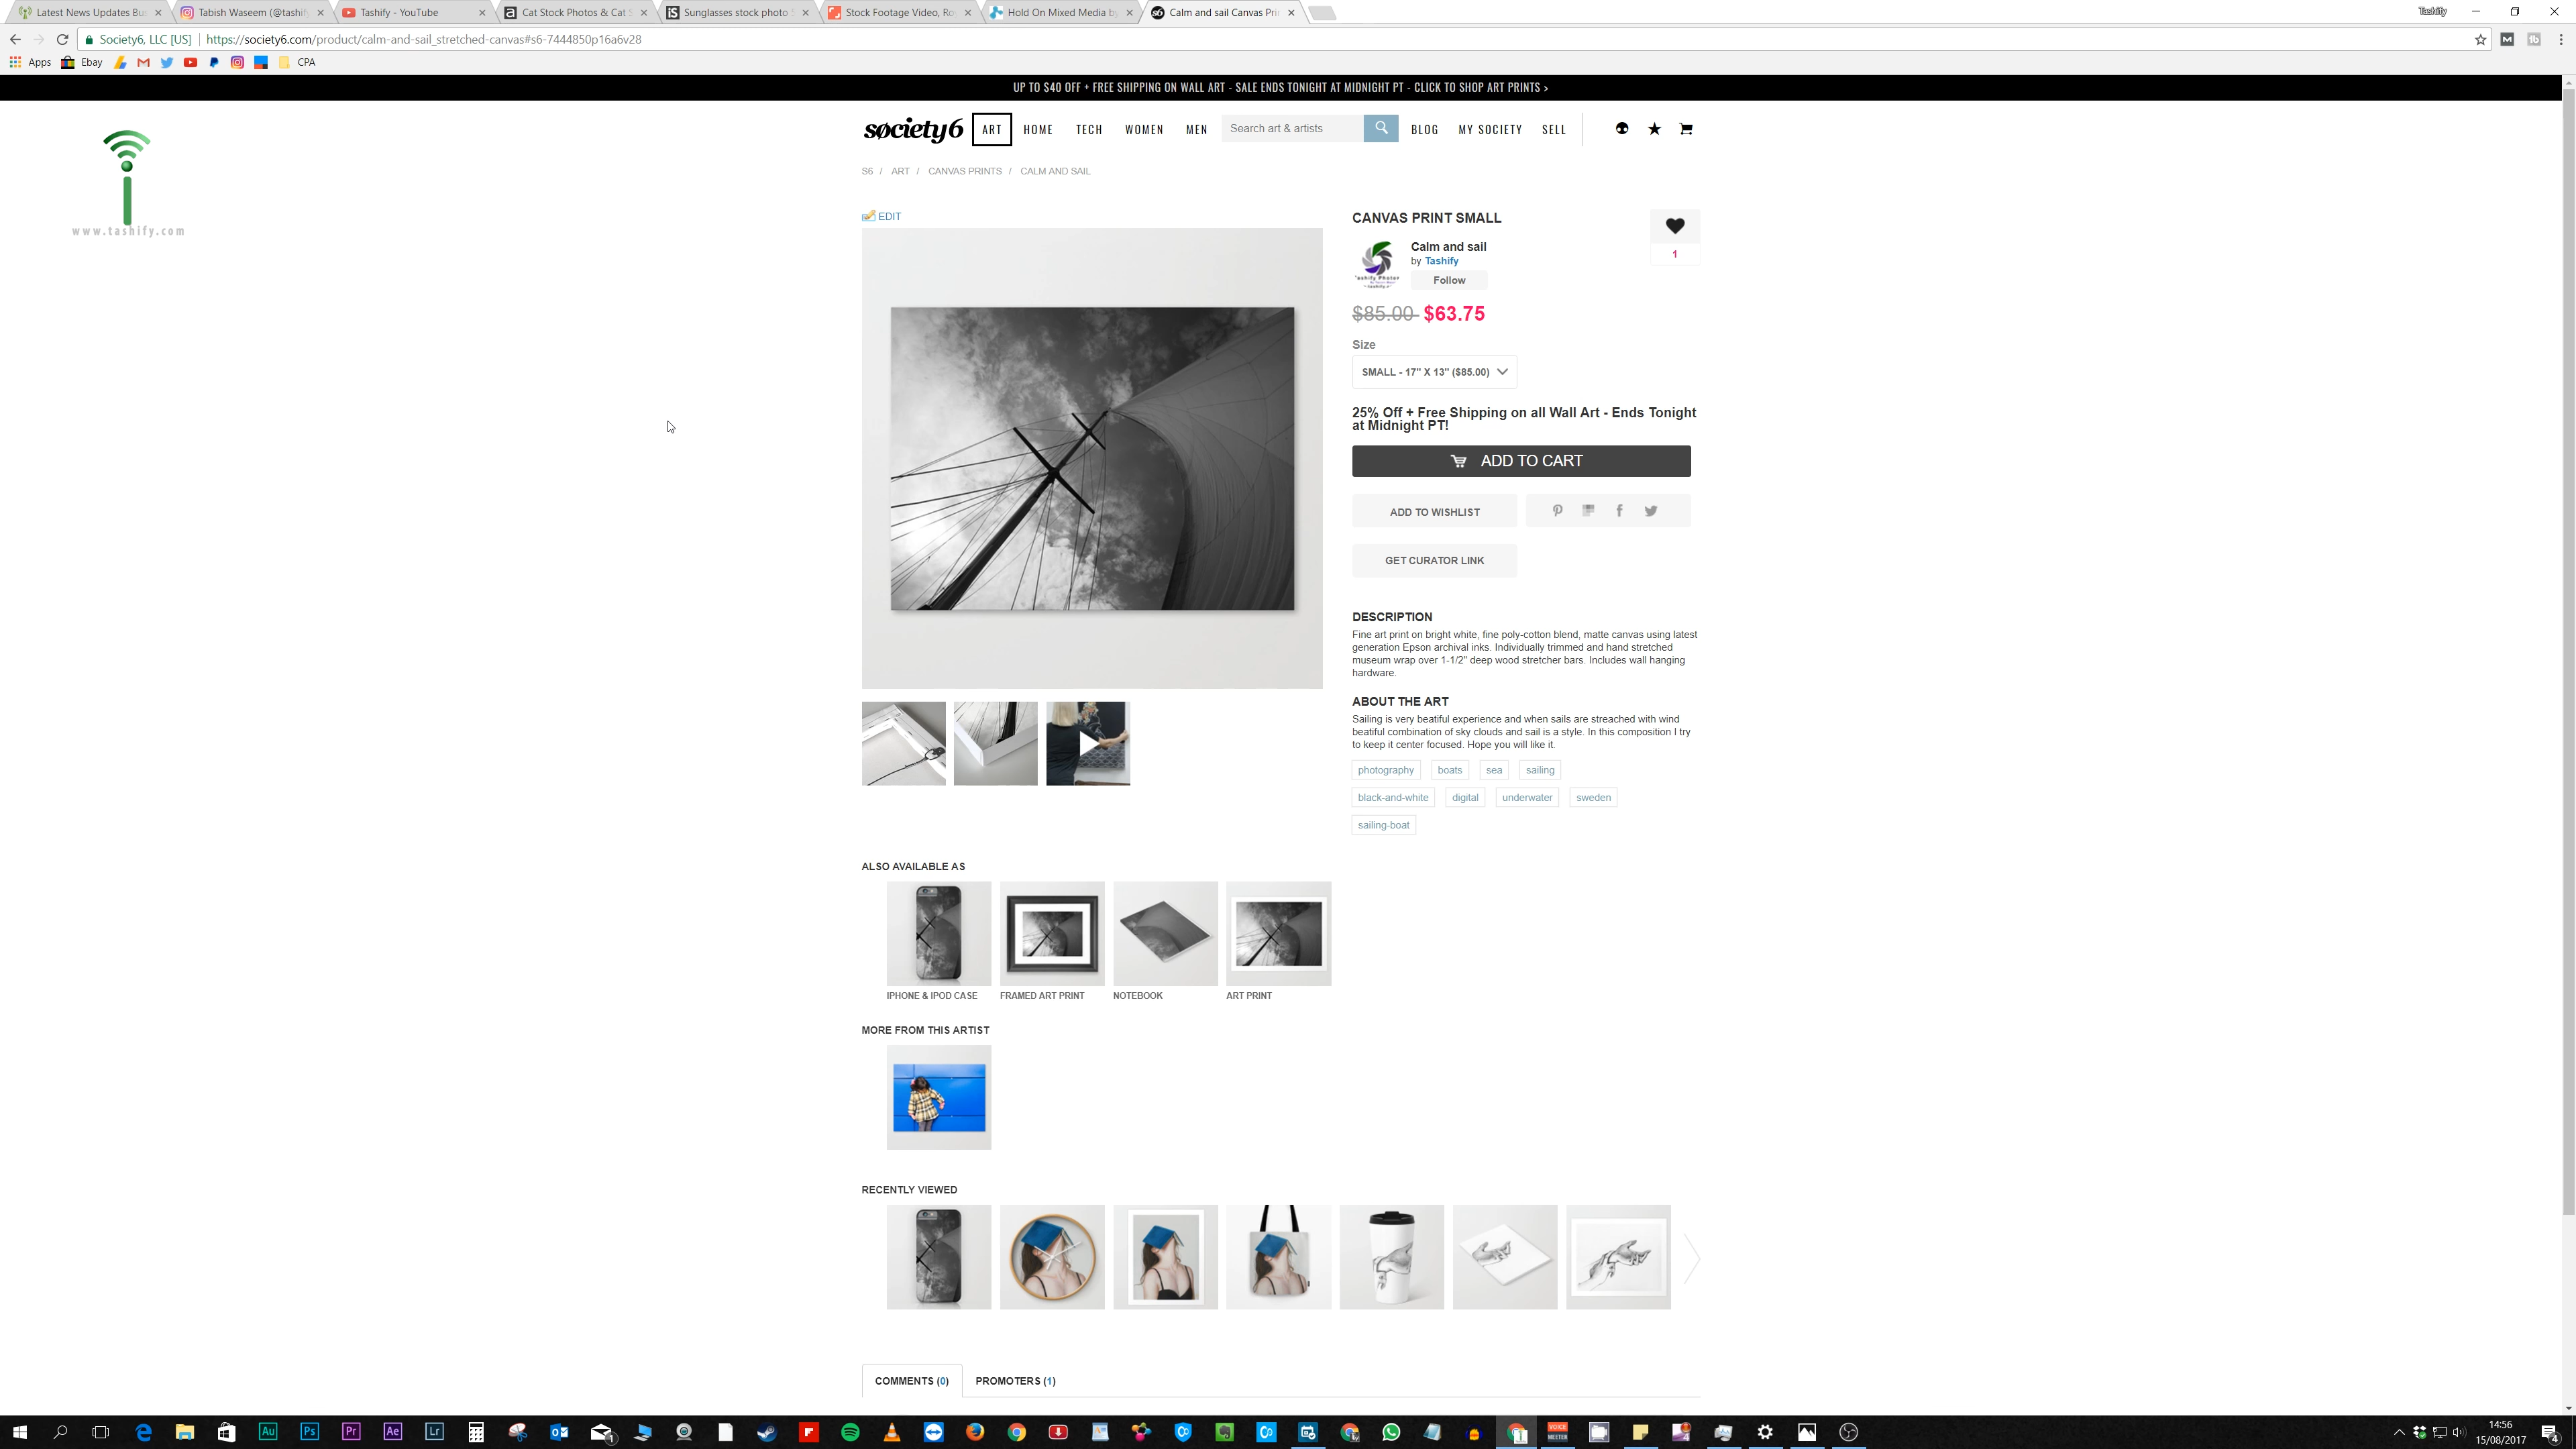 Latest News Updates Bu
Tabish Waseem (@tashif
Tashify - YouTube
Cat Stock Photos & Cat S
Sunglasses stock photo
Stock Footage Video, Ro
Hold On Mixed Media by
Calm and sail Canvas Prin
Tashify
Society6, LLC [US]
https://society6.com/product/calm-and-sail_stretched-canvas#s6-7444850p16a6v28
Apps
Ebay
CPA
UP TO $40 OFF + FREE SHIPPING ON WALL ART - SALE ENDS TONIGHT AT MIDNIGHT PT - CLICK TO SHOP ART PRINTS >
society6
ART
HOME
TECH
WOMEN
MEN
Search art & artists
BLOG
MY SOCIETY
SELL
www.tashify.com
S6 / ART / CANVAS PRINTS / CALM AND SAIL
EDIT
CANVAS PRINT SMALL
Calm and sail
by Tashify
Follow
1
$85.00 $63.75
Size
SMALL - 17" X 13" ($85.00)
25% Off + Free Shipping on all Wall Art - Ends Tonight
at Midnight PT!
ADD TO CART
ADD TO WISHLIST
GET CURATOR LINK
DESCRIPTION
Fine art print on bright white, fine poly-cotton blend, matte canvas using latest
generation Epson archival inks. Individually trimmed and hand stretched
museum wrap over 1-1/2" deep wood stretcher bars. Includes wall hanging
hardware.
ABOUT THE ART
Sailing is very beatiful experience and when sails are streached with wind
beatiful combination of sky clouds and sail is a style. In this composition I try
to keep it center focused. Hope you will like it.
photography boats sea sailing
black-and-white digital underwater sweden
sailing-boat
ALSO AVAILABLE AS
IPHONE & IPOD CASE
FRAMED ART PRINT
NOTEBOOK
ART PRINT
MORE FROM THIS ARTIST
RECENTLY VIEWED
COMMENTS (0)
PROMOTERS (1)
Au
Ps
Pr
Ae
Lr
14:56
15/08/2017
4